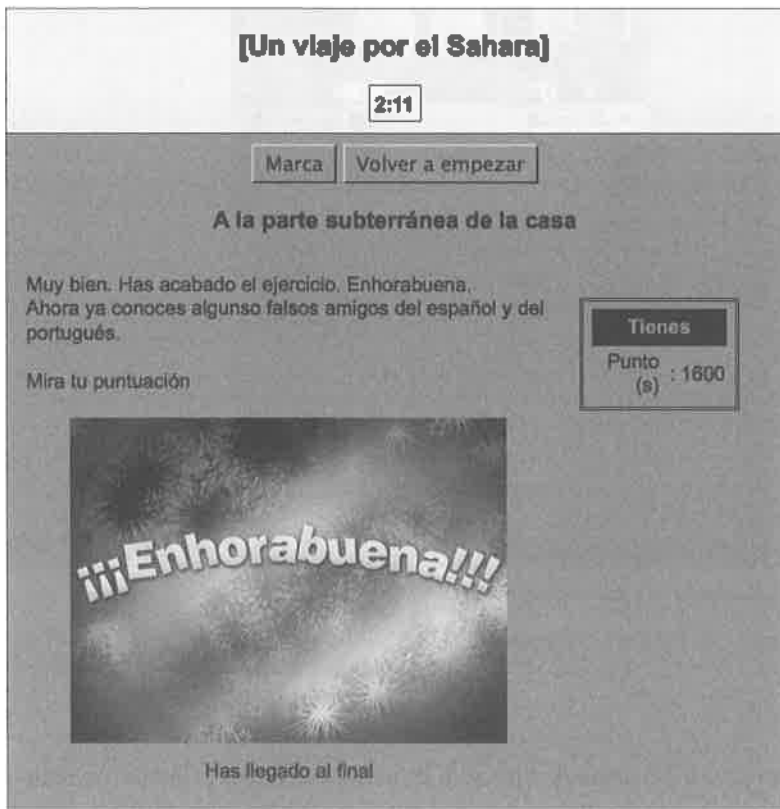 [Un viaje por el Sahara]
2:11
Marca Volver a empezar
A la parte subterránea de la casa
Muy bien. Has acabado el ejercicio. Enhorabuena.
Ahora ya conoces algunso falsos amigos del español y del
portugués.
Mira tu puntuación
Tienes
Punto
(s) : 1600
¡¡¡Enhorabuena!!!
Has llegado al final